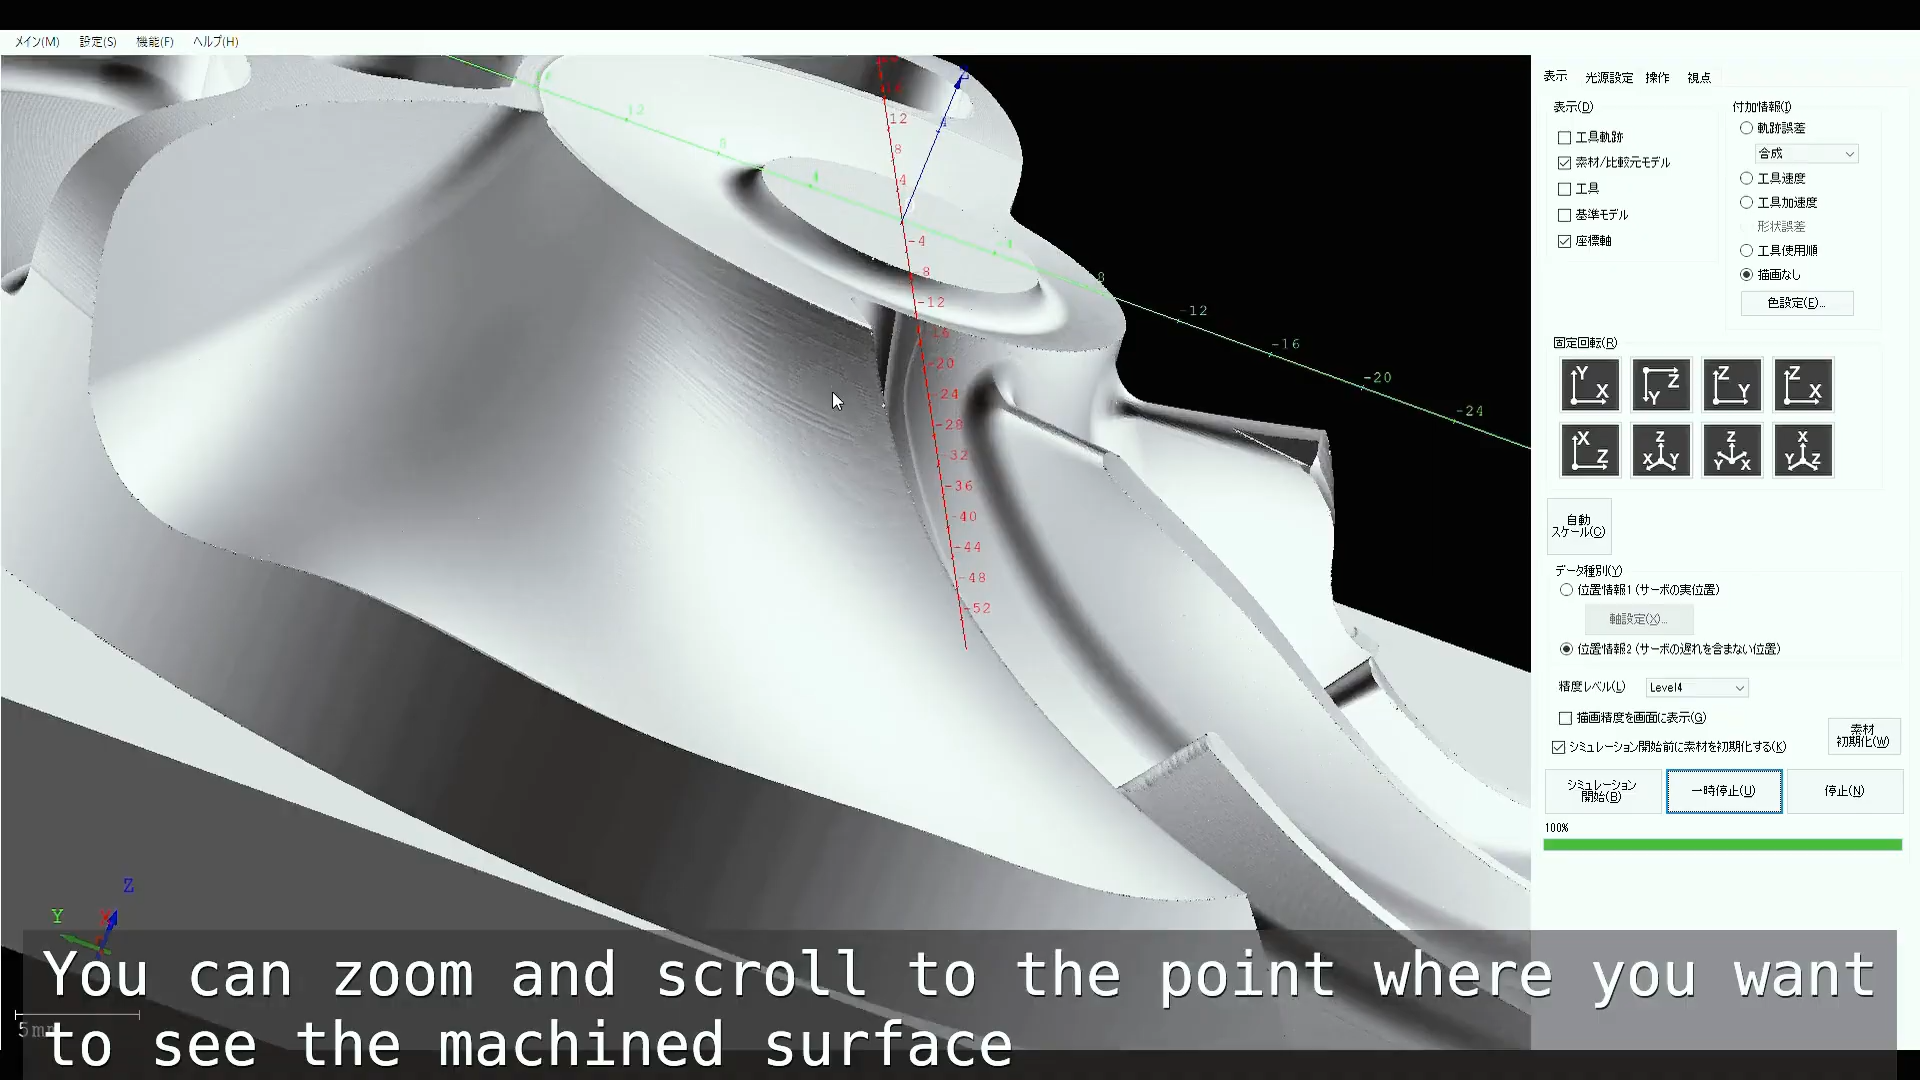 メイン(M) 設定(S) 機能(F) ヘルプ(H)
表示 光源設定 操作 視点
表示(D)
工具軌跡
素材/比較元モデル
工具
基準モデル
座標軸
付加情報(I)
軌跡誤差
合成
工具速度
工具加速度
形状誤差
工具使用順
描画なし
色設定(E)...
固定回転(R)
Y X
Z Y
Z Y
Z X
X Z
Z X Y
Z Y X
X Y Z
自動
スケール(C)
データ種別(Y)
位置情報1 (サーボの実位置)
軸設定(X)...
位置情報2 (サーボの遅れを含まない位置)
精度レベル(L) Level4
描画精度を画面に表示(G)
シミュレーション開始前に素材を初期化する(K)
素材
初期化(W)
シミュレーション
開始(B)
一時停止(U)
停止(N)
100%
12
8
4
-4
8
-12
-16
-20
-24
12
8
4
-4
-8
-12
-16
-20
-24
-28
-32
-36
-40
-44
-48
-52
Z
4
Z
Y X
5mm
You can zoom and scroll to the point where you want
to see the machined surface